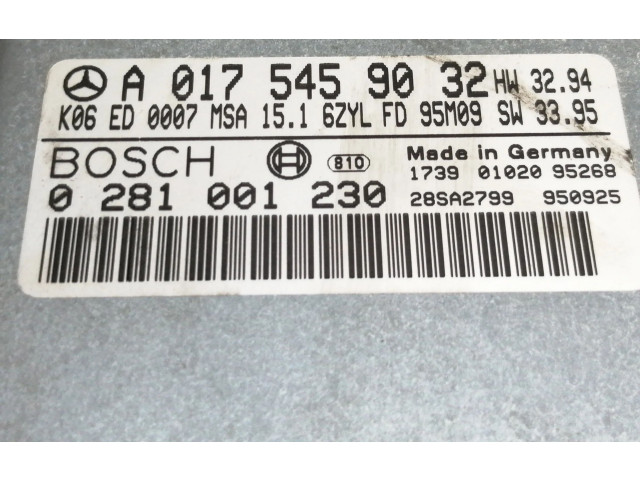 A 017 545 90 32 HW 32.94
K06 ED 0007 MSA 15.1 6ZYL FD 95M09 SW 33.95
BOSCH 810 Made in Germany
1739 01020 95268
0 281 001 230 28SA2799 950925